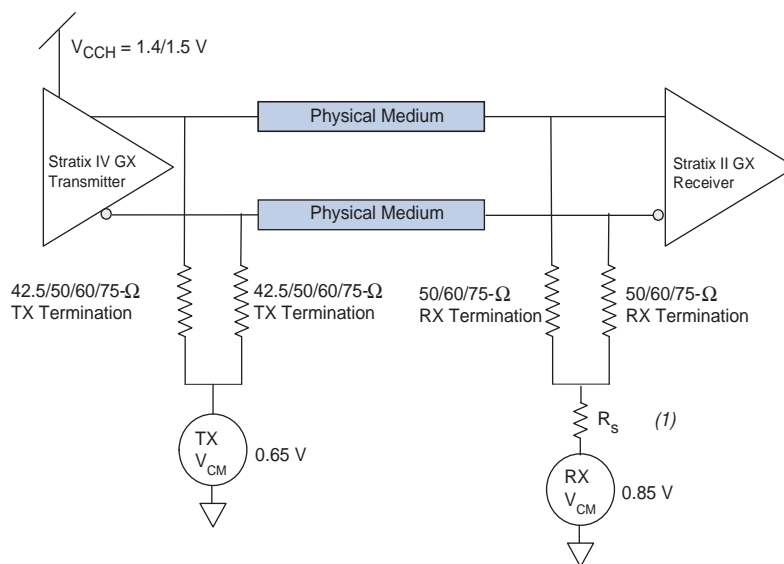 V_CCH = 1.4/1.5 V
Physical Medium
Stratix IV GX
Transmitter
Stratix II GX
Receiver
Physical Medium
42.5/50/60/75-Ω
TX Termination
42.5/50/60/75-Ω
TX Termination
50/60/75-Ω
RX Termination
50/60/75-Ω
RX Termination
R_s (1)
TX
V_CM
0.65 V
RX
V_CM
0.85 V